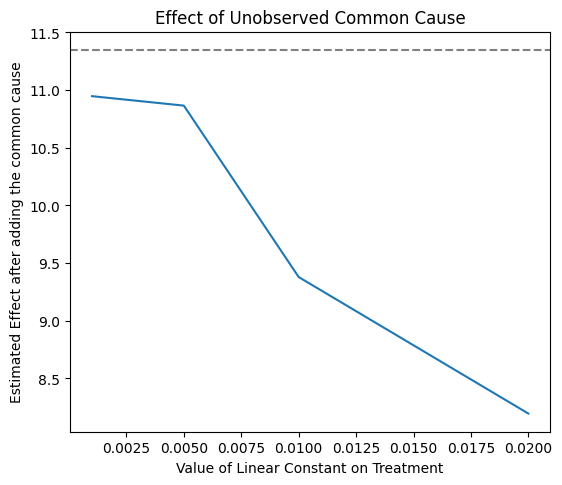 Effect of Unobserved Common Cause
Estimated Effect after adding the common cause
11.5
11.0
10.5
10.0
9.5
9.0
8.5
0.0025 0.0050 0.0075 0.0100 0.0125 0.0150 0.0175 0.0200
Value of Linear Constant on Treatment